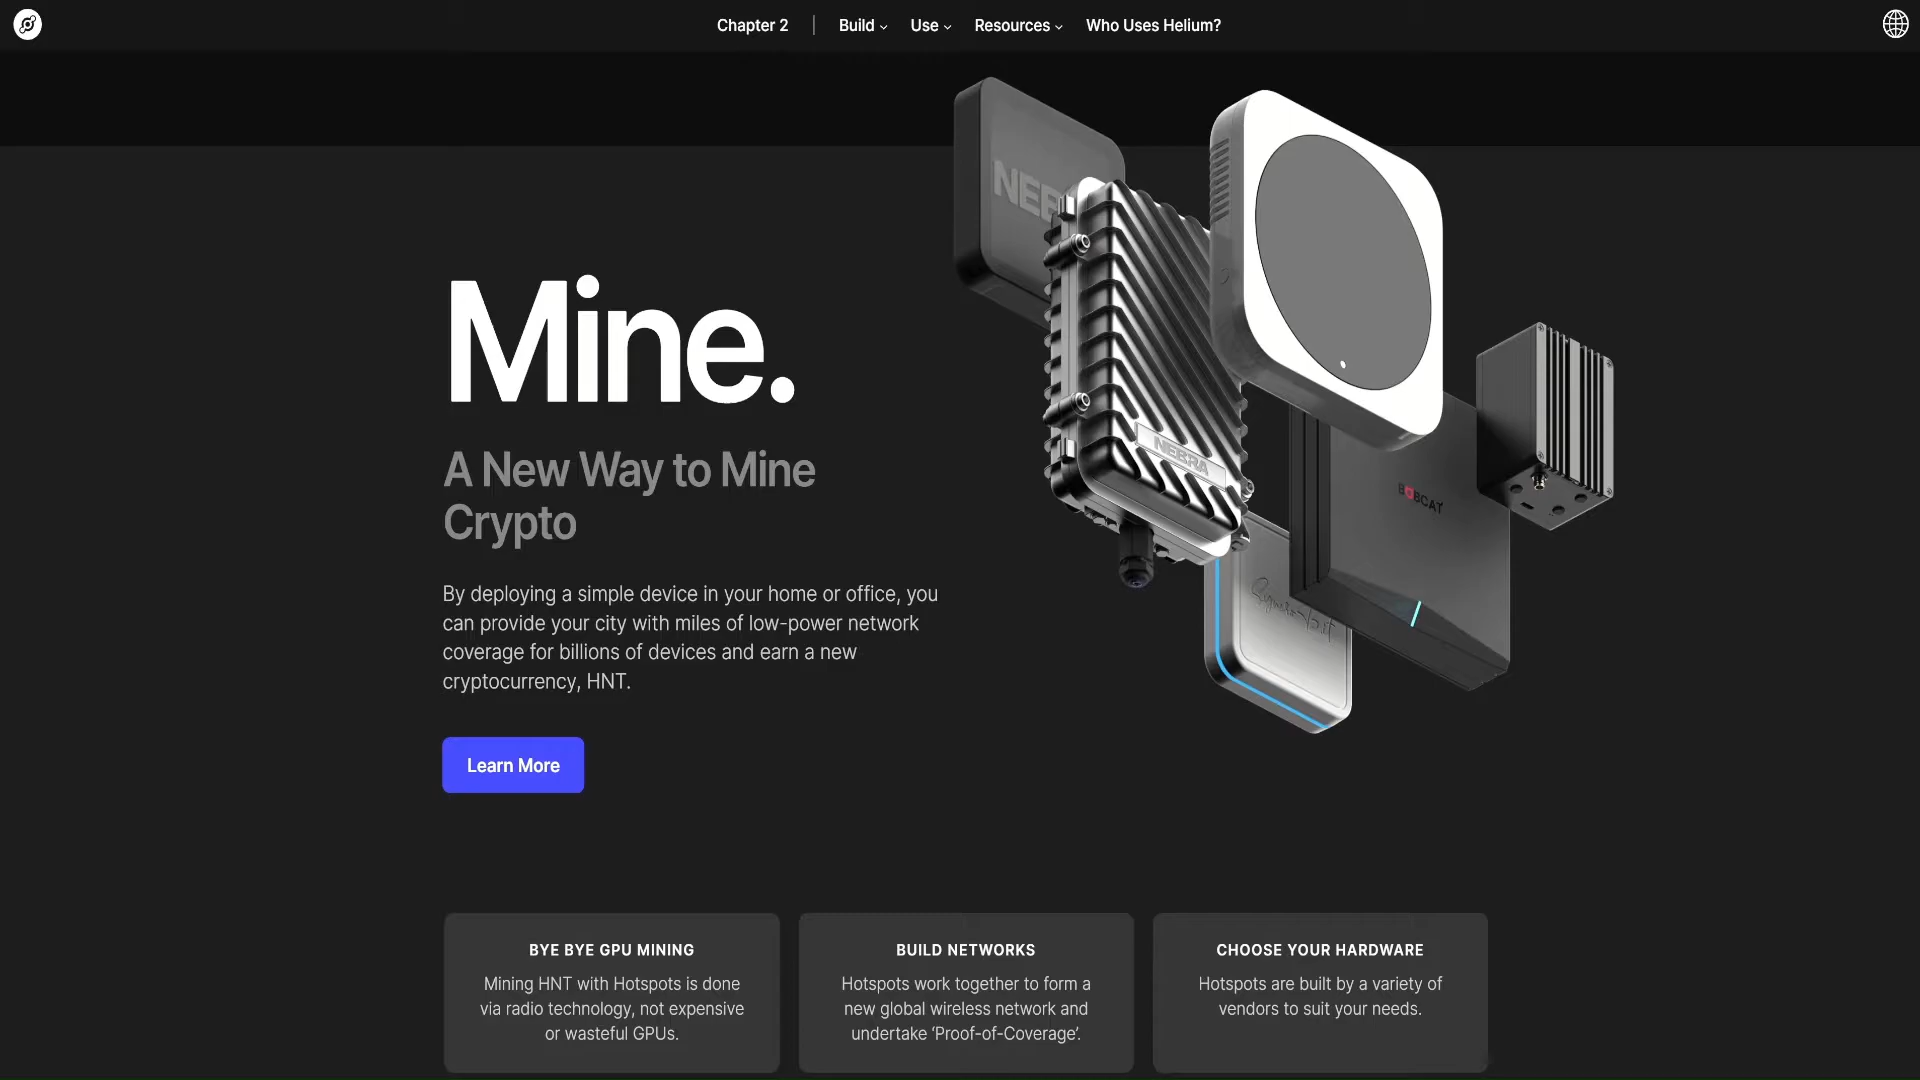 Chapter 2
Build
Use
Resources
Who Uses Helium?
NEB
NEBRA
BOBCAT
Mine.
A New Way to Mine
Crypto
By deploying a simple device in your home or office, you
can provide your city with miles of low-power network
coverage for billions of devices and earn a new
cryptocurrency, HNT.
Learn More
BYE BYE GPU MINING
Mining HNT with Hotspots is done
via radio technology, not expensive
or wasteful GPUs.
BUILD NETWORKS
Hotspots work together to form a
new global wireless network and
undertake ‘Proof-of-Coverage’.
CHOOSE YOUR HARDWARE
Hotspots are built by a variety of
vendors to suit your needs.